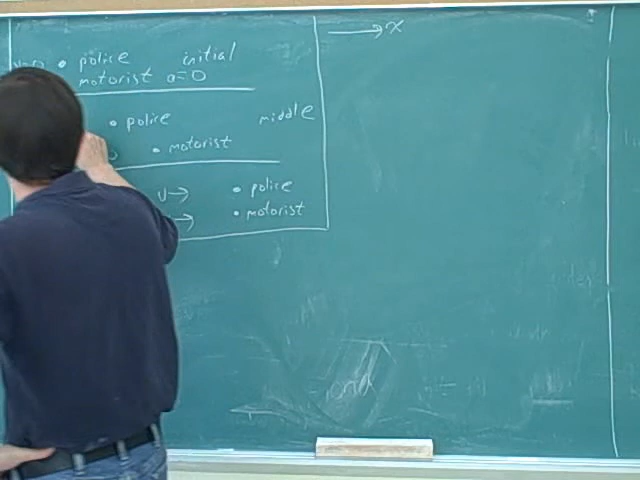 • police initial
motorist a=0
→ x
• police middle
• motorist
v→ • police
→ • motorist